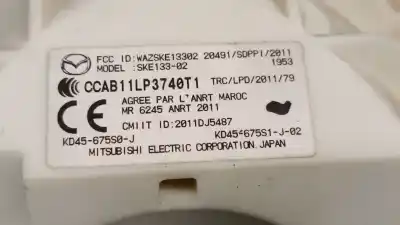 FCC ID:WAZSKE13302 20491/SDPPI/2011
MODEL :SKE133-02 1953
CCAB11LP3740T1 TRC/LPD/2011/79
AGREE PAR L'ANRT MAROC
MR 6245 ANRT 2011
CMIIT ID:2011DJ5487
KD45-675S0-J KD45-675S1-J-02
MITSUBISHI ELECTRIC CORPORATION,JAPAN